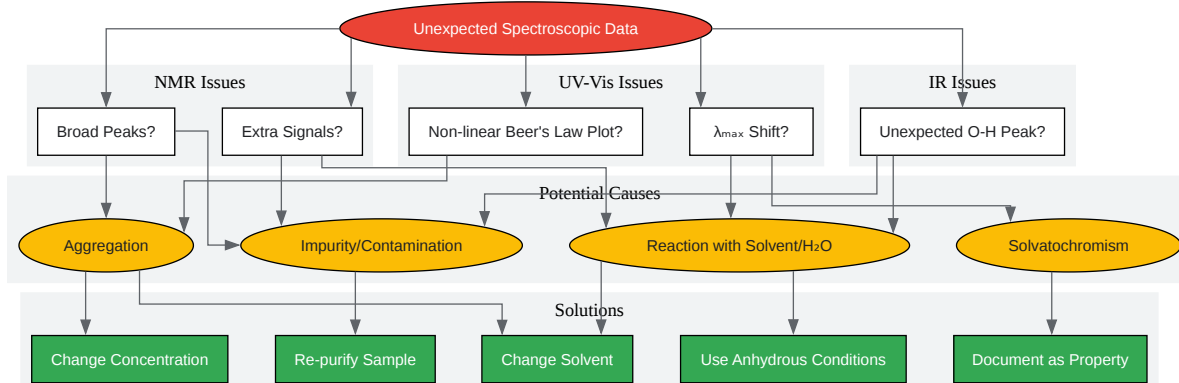 Unexpected Spectroscopic Data
NMR Issues
UV-Vis Issues
IR Issues
Broad Peaks?
Extra Signals?
Non-linear Beer's Law Plot?
λₘₐₓ Shift?
Unexpected O-H Peak?
Potential Causes
Aggregation
Impurity/Contamination
Reaction with Solvent/H₂O
Solvatochromism
Solutions
Change Concentration
Re-purify Sample
Change Solvent
Use Anhydrous Conditions
Document as Property